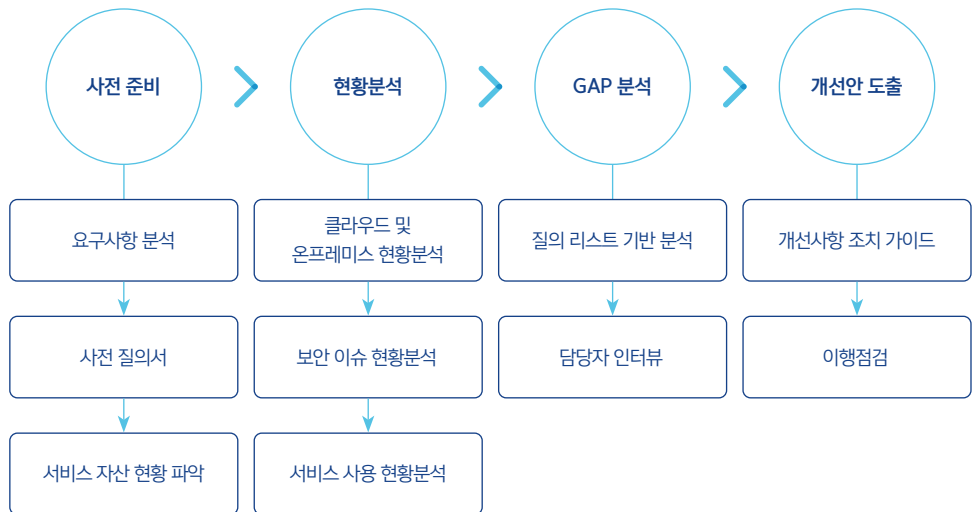 사전 준비
현황분석
GAP 분석
개선안 도출
요구사항 분석
클라우드 및
온프레미스 현황분석
질의 리스트 기반 분석
개선사항 조치 가이드
사전 질의서
보안 이슈 현황분석
담당자 인터뷰
이행점검
서비스 자산 현황 파악
서비스 사용 현황분석